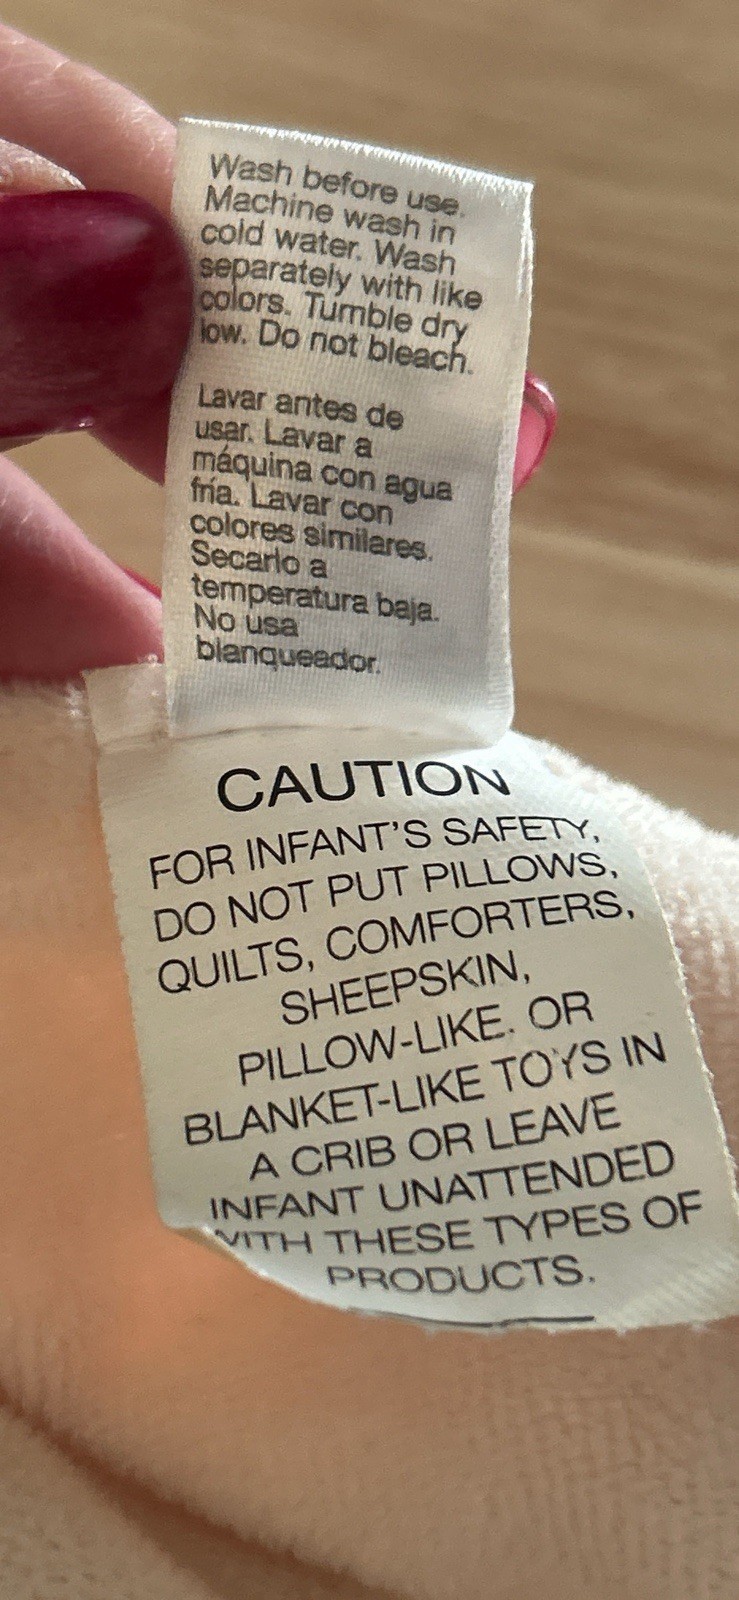 Wash before use.
Machine wash in
cold water. Wash
separately with like
colors. Tumble dry
low. Do not bleach.
Lavar antes de
usar. Lavar a
máquina con agua
fría. Lavar con
colores similares.
Secarlo a
temperatura baja.
No usa
blanqueador.
CAUTION
FOR INFANT'S SAFETY,
DO NOT PUT PILLOWS,
QUILTS, COMFORTERS,
SHEEPSKIN,
PILLOW-LIKE. OR
BLANKET-LIKE TOYS IN
A CRIB OR LEAVE
INFANT UNATTENDED
WITH THESE TYPES OF
PRODUCTS.